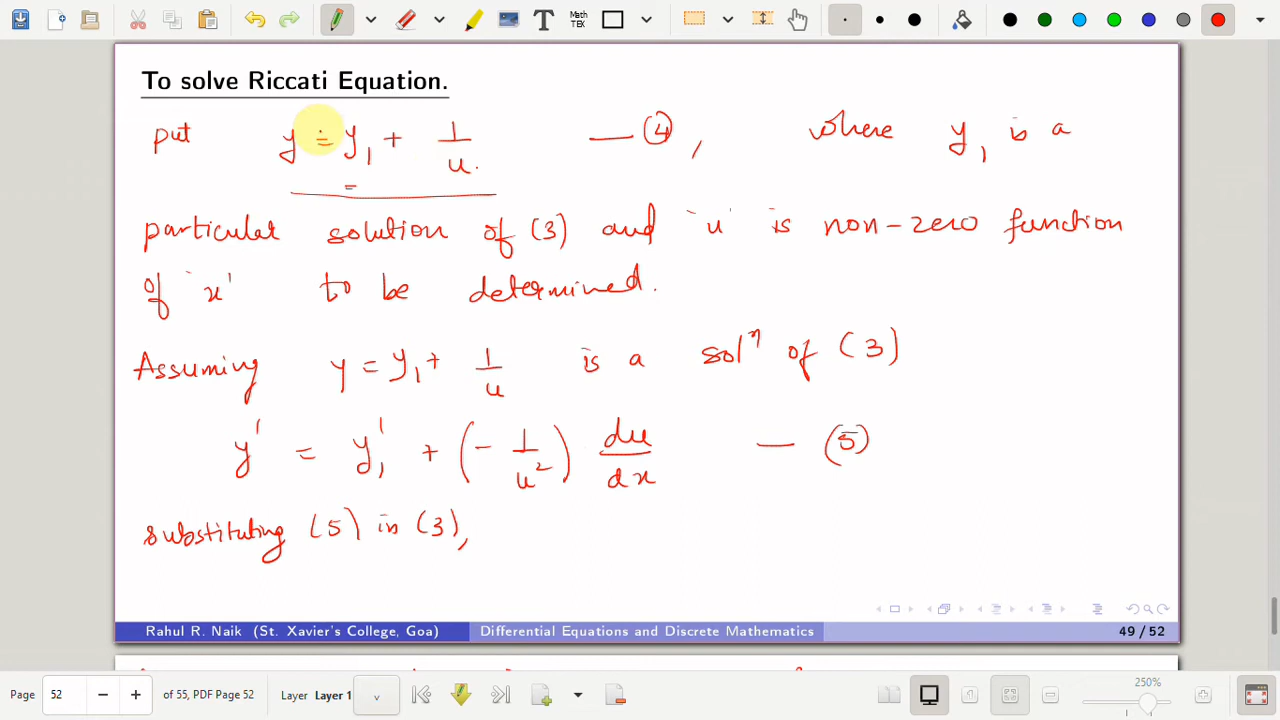 Math
TEX
To solve Riccati Equation.
put y = y₁ + 1/u. — ④, where y₁ is a
particular solution of (3) and 'u' is non-zero function
of 'x' to be determined.
Assuming y = y₁ + 1/u is a solⁿ of (3)
y' = y₁' + (- 1/u²) du/dx — (5)
substituting (5) in (3),
Rahul R. Naik (St. Xavier's College, Goa) Differential Equations and Discrete Mathematics 49 / 52
Page 52 of 55, PDF Page 52 Layer Layer 1 250%